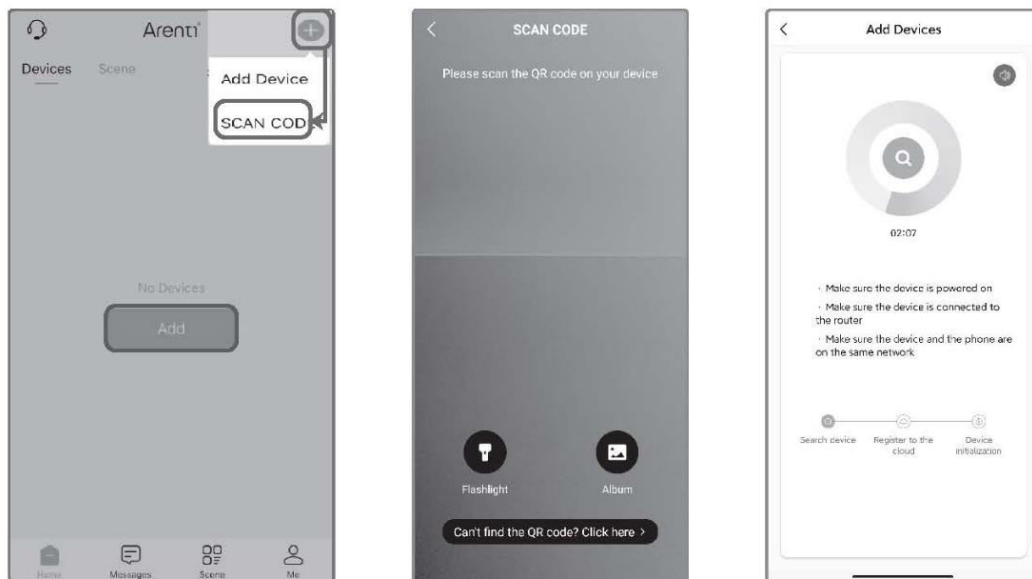 Arenti
Devices
Scene
Add Device
SCAN COD
No Devices
Add
Home
Messages
Scene
Me
SCAN CODE
Please scan the QR code on your device
Flashlight
Album
Can't find the QR code? Click here >
Add Devices
02:07
· Make sure the device is powered on
· Make sure the device is connected to
the router
· Make sure the device and the phone are
on the same network
Search device
Register to the
cloud
Device
initialization